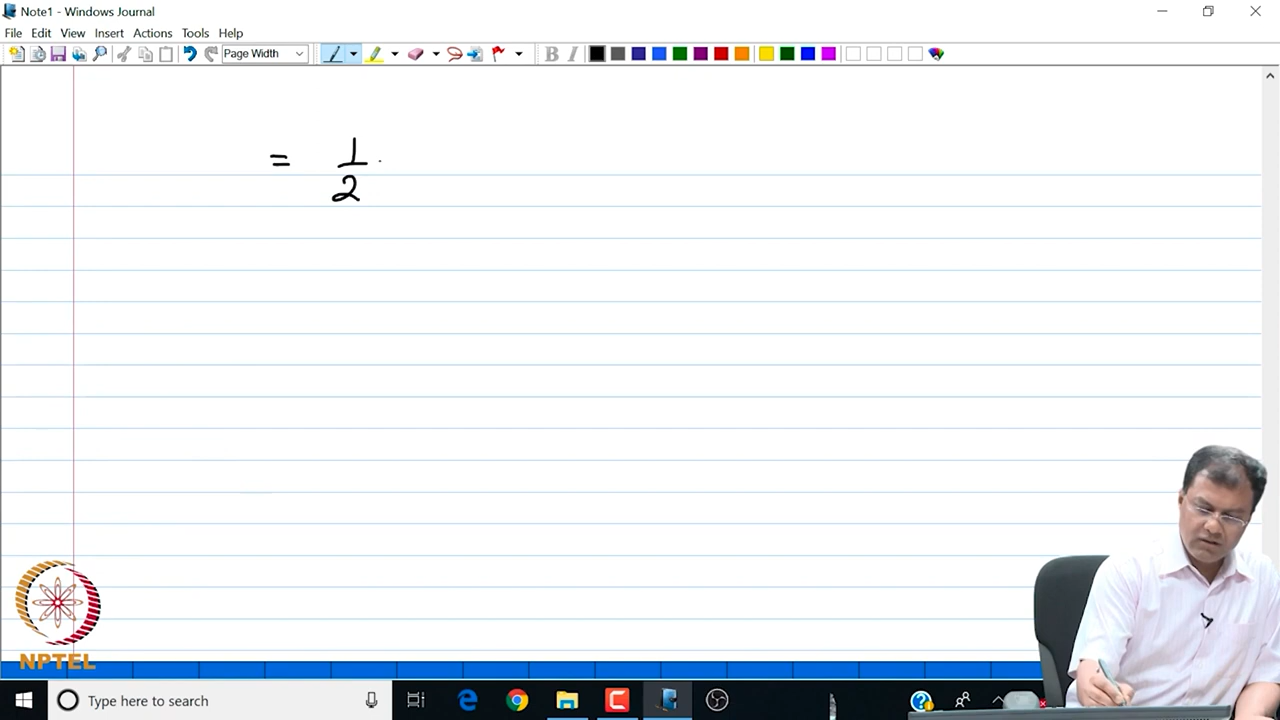 Note1 - Windows Journal
File Edit View Insert Actions Tools Help
Page Width B I
= 1
2
NPTEL
Type here to search